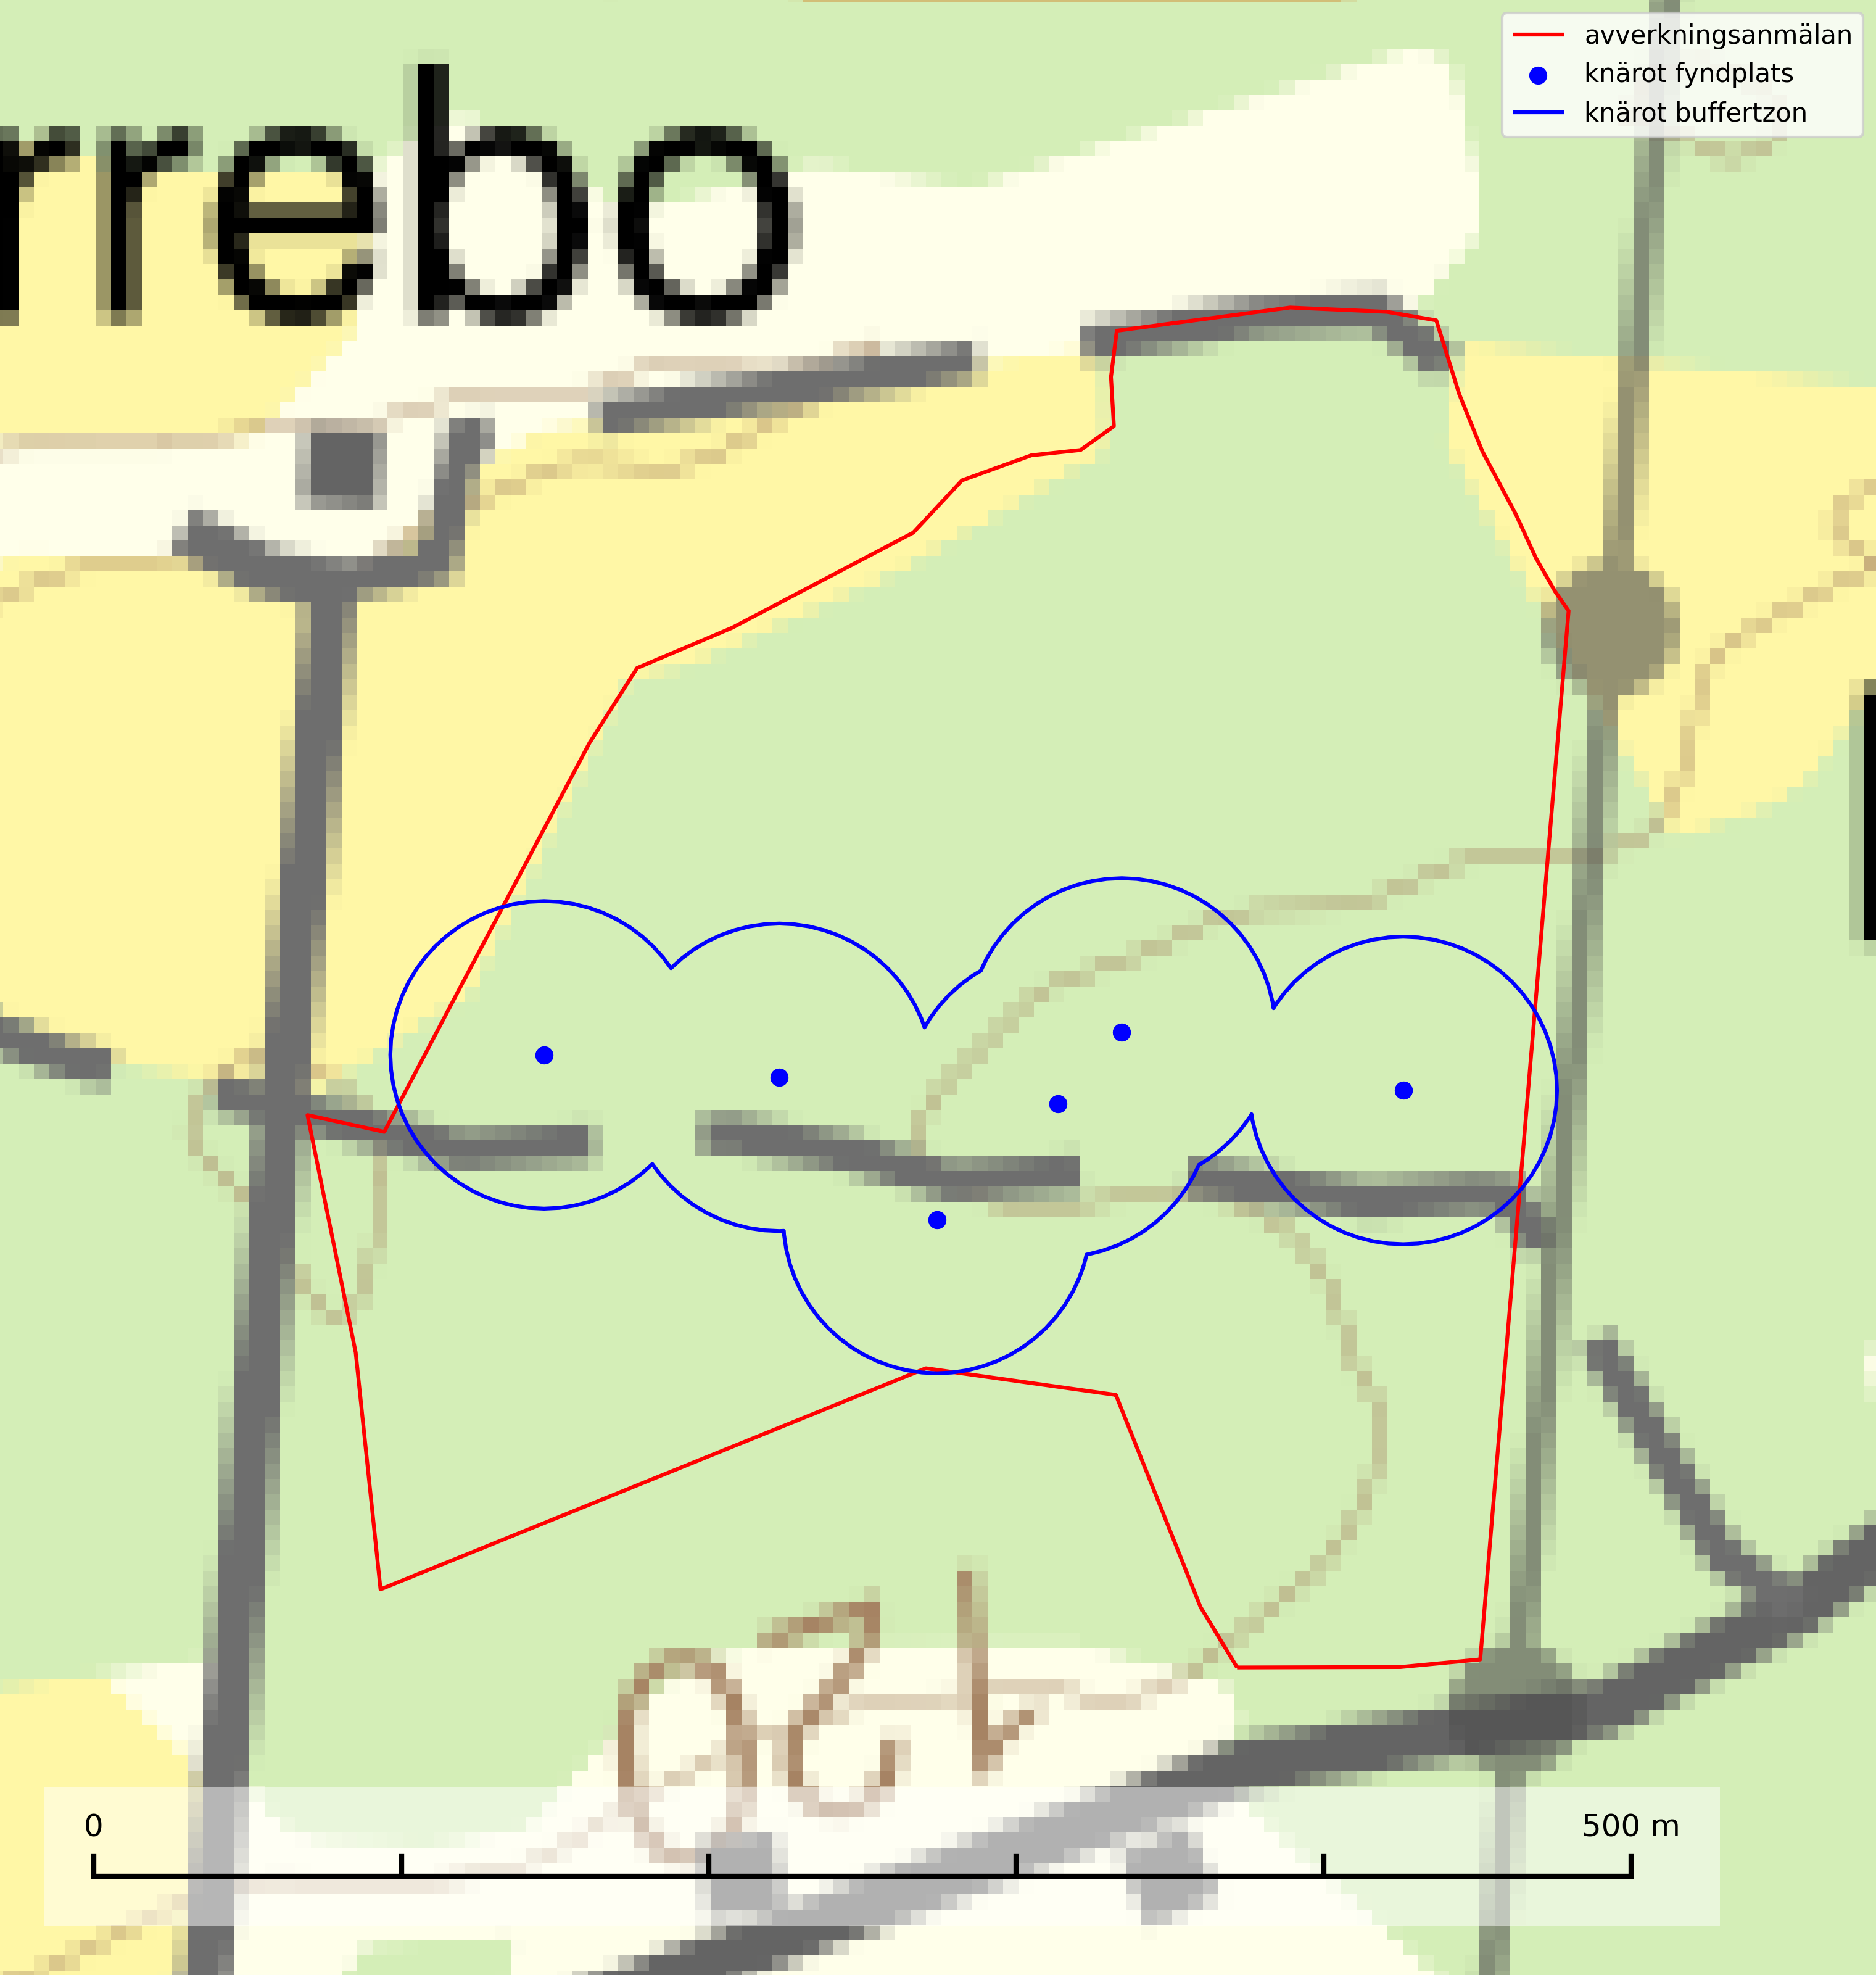 avverkningsanmälan
knärot fyndplats
knärot buffertzon
rrebo
0
500 m